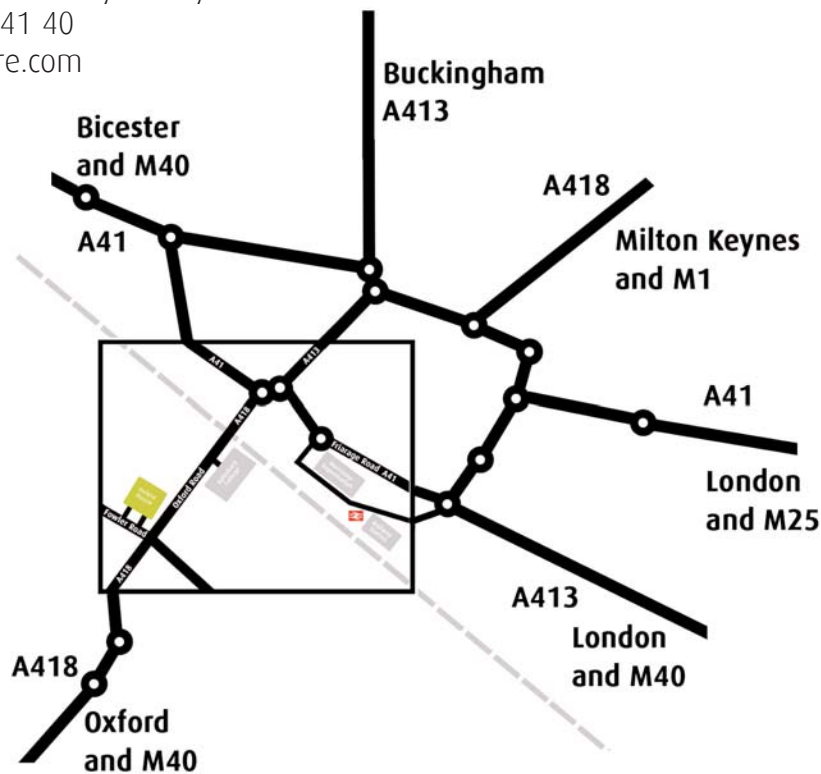 41 40
re.com
Buckingham
A413
Bicester
and M40
A41
A418
Milton Keynes
and M1
A41
A413
A418
A41
London
and M25
Friarage Road A41
Oxford Road
Fowler Road
A418
A413
London
and M40
A418
Oxford
and M40